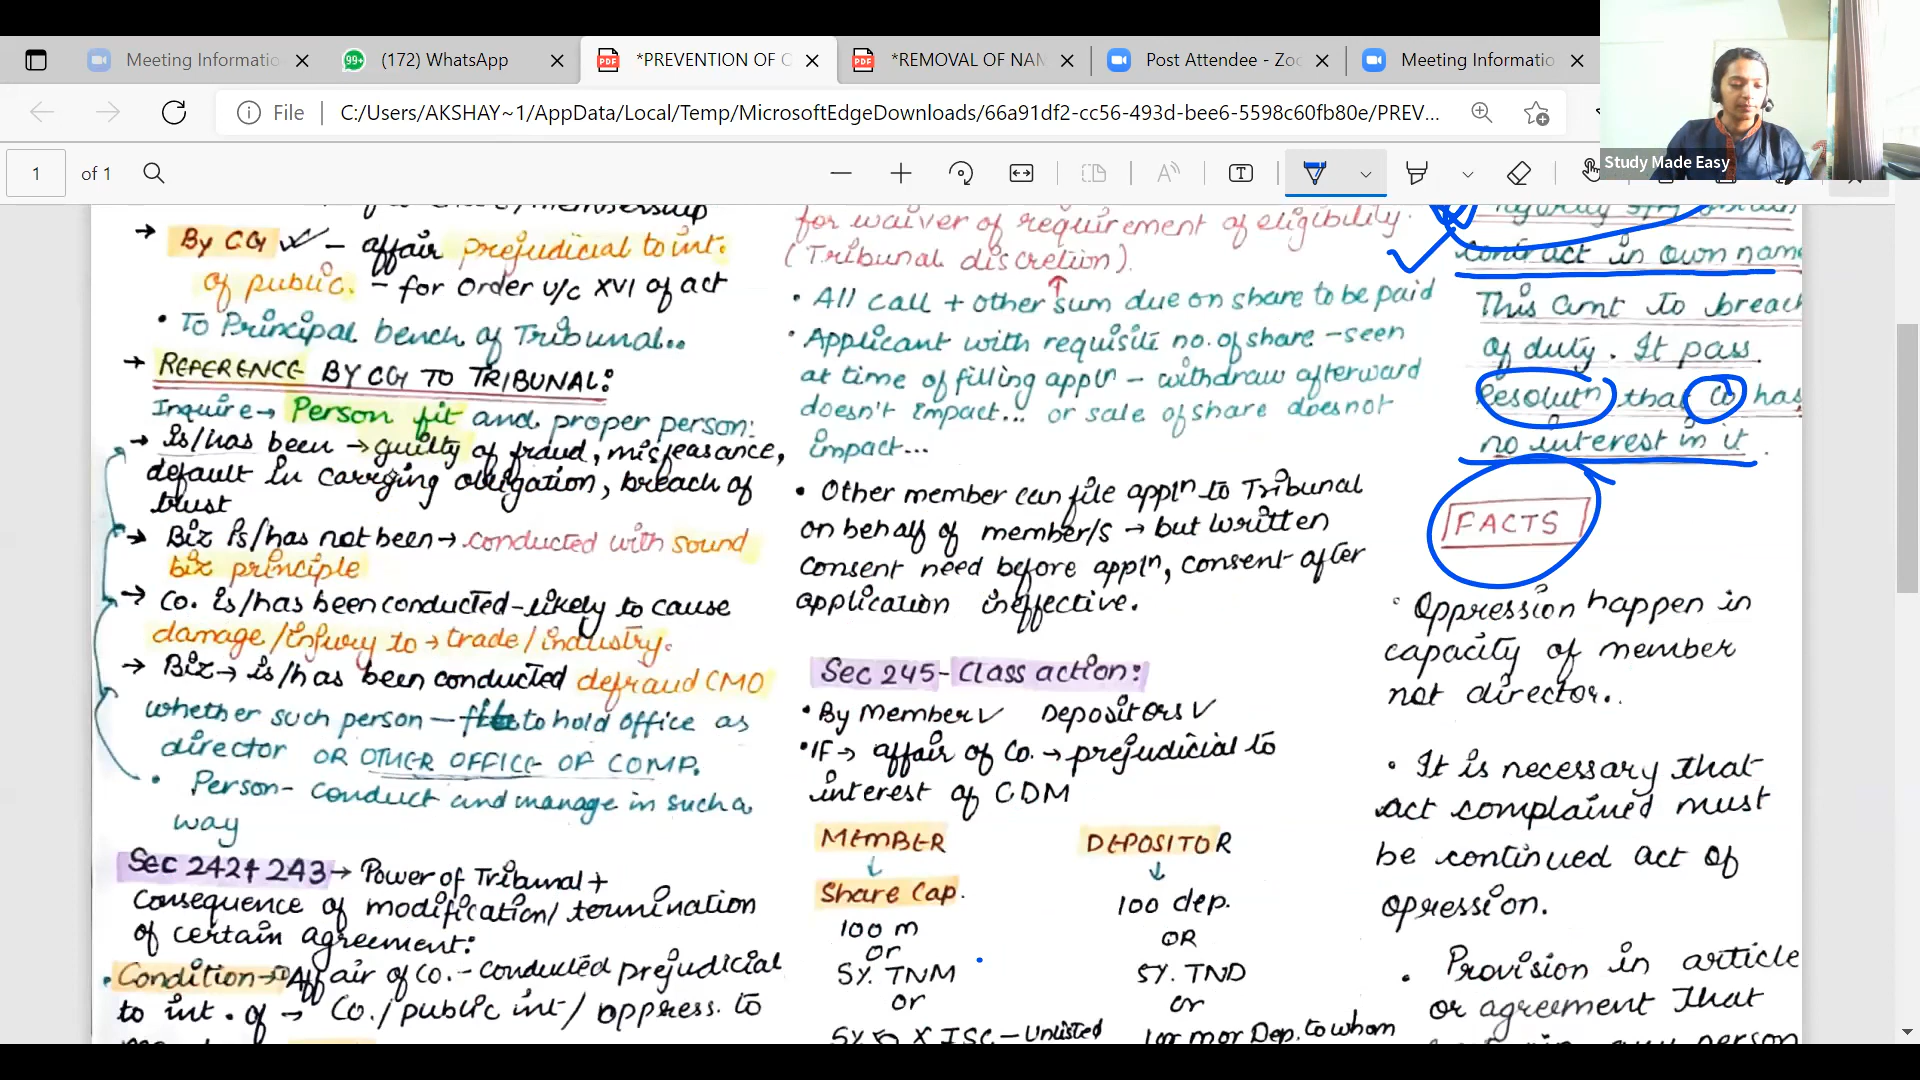 Meeting Informatio
(172) WhatsApp
*PREVENTION OF O
*REMOVAL OF NAM
Post Attendee - Zoo
Meeting Informatio
File
C:/Users/AKSHAY~1/AppData/Local/Temp/MicrosoftEdgeDownloads/66a91df2-cc56-493d-bee6-5598c60fb80e/PREV...
1 of 1
Study Made Easy
membership
→ By CG – affair prejudicial to int.
of public. – for order u/c XVI of act
• To Principal bench of Tribunal..
→ REFERENCE BY CG TO TRIBUNAL:
Inquire → Person fit and proper person:
→ is/has been → guilty of fraud, misfeasance,
default in carrying obligation, breach of
trust
→ Biz is/has not been → conducted with sound
biz principle
→ Co. is/has been conducted – likely to cause
damage/injury to → trade/industry.
→ Biz → is/has been conducted defraud CMO
whether such person – to hold office as
director OR OTHER OFFICE OF COMP.
• Person – conduct and manage in such a
way
Sec 242+ 243 → Power of Tribunal +
Consequence of modification/termination
of certain agreement:
• Condition → Affair of Co. – conducted prejudicial
to int. of → Co./public int/oppress. to
for waiver of requirement of eligibility.
(Tribunal discretion).
• All call + other sum due on share to be paid
• Applicant with requisite no. of share – seen
at time of filling appln – withdraw afterward
doesn't impact... or sale of share doesnot
impact...
• Other member can file appln to Tribunal
on behalf of member/s → but written
consent need before appln, consent after
application ineffective.
Sec 245 – Class action:
• By Member ✓ Depositors ✓
• IF → affair of Co. → prejudicial to
interest of CDM
MEMBER DEPOSITOR
↓ ↓
Share Cap. 100 dep.
100 m OR
or 5%. TND
5%. TNM or
or 1 or mor Dep. to whom
ISC – Unlisted
contract in own name
This amt to breach
of duty. It pass
Resolutn that co has
no interest in it.
FACTS
• Oppression happen in
capacity of member
not director..
• It is necessary that
act complained must
be continued act of
opression.
• Provision in article
or agreement that
person